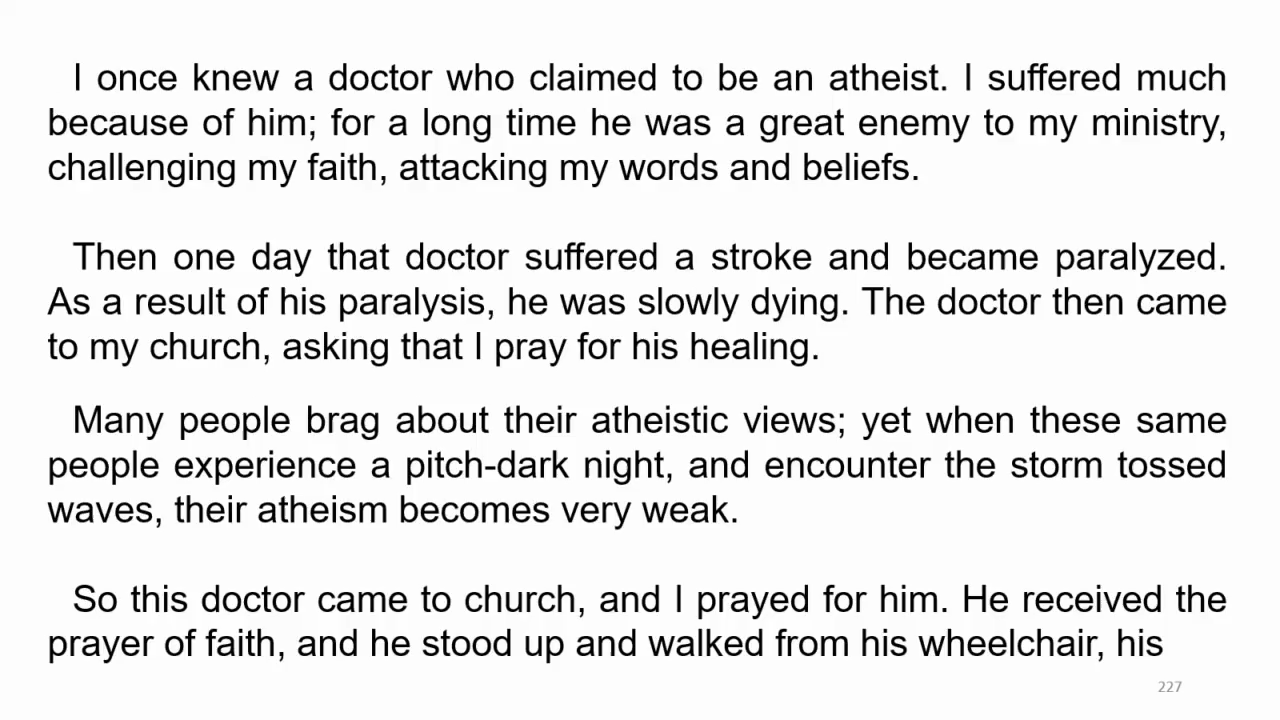 I once knew a doctor who claimed to be an atheist. I suffered much
because of him; for a long time he was a great enemy to my ministry,
challenging my faith, attacking my words and beliefs.
Then one day that doctor suffered a stroke and became paralyzed.
As a result of his paralysis, he was slowly dying. The doctor then came
to my church, asking that I pray for his healing.
Many people brag about their atheistic views; yet when these same
people experience a pitch-dark night, and encounter the storm tossed
waves, their atheism becomes very weak.
So this doctor came to church, and I prayed for him. He received the
prayer of faith, and he stood up and walked from his wheelchair, his
227